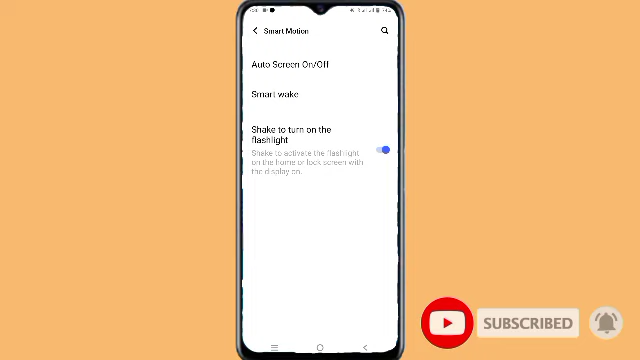 Smart Motion
Auto Screen On/Off
Smart wake
Shake to turn on the
flashlight
Shake to activate the flashlight
on the home or lock screen with
the display on.
SUBSCRIBED